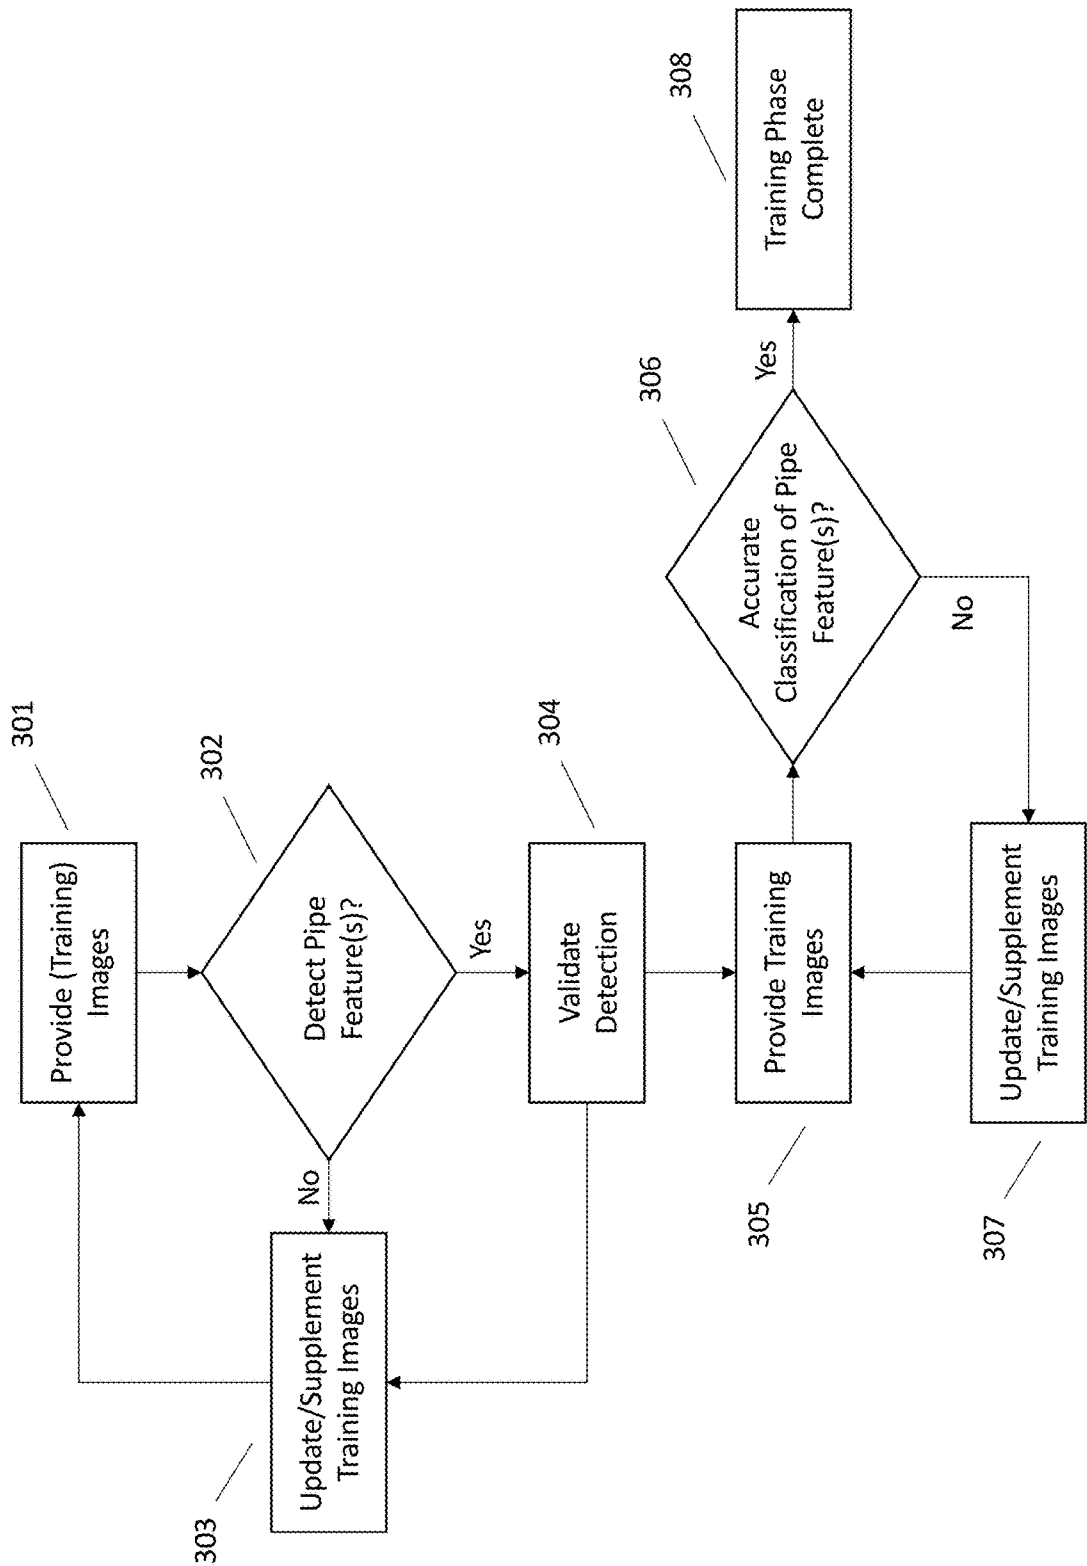 301
Provide (Training)
Images
302
Detect Pipe
Feature(s)?
No
Yes
303
Update/Supplement
Training Images
304
Validate
Detection
305
Provide Training
Images
306
Accurate
Classification of Pipe
Feature(s)?
Yes
No
307
Update/Supplement
Training Images
308
Training Phase
Complete